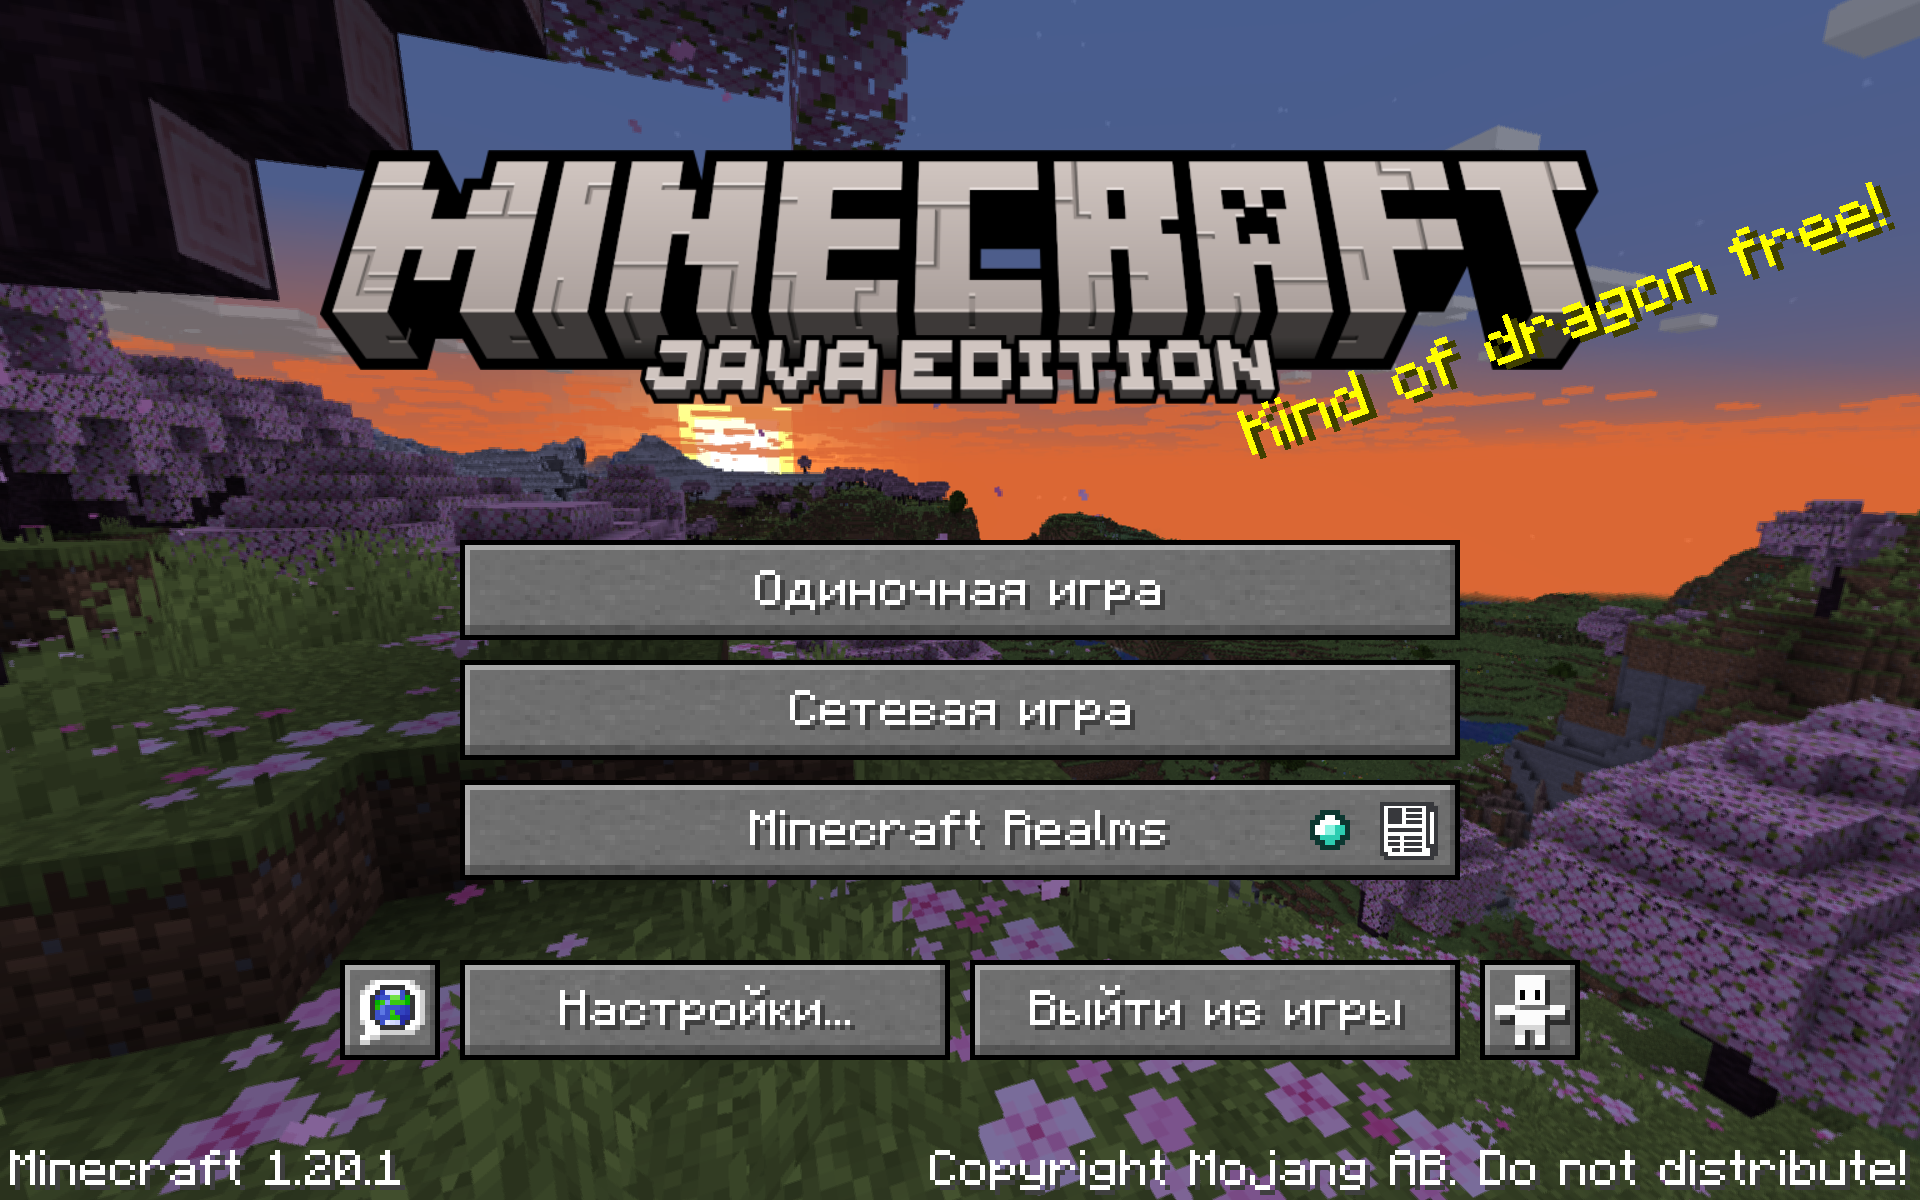 MINECRAFT
JAVA EDITION
Kind of dragon free!
Одиночная игра
Сетевая игра
Minecraft Realms
Настройки...
Выйти из игры
Minecraft 1.20.1
Copyright Mojang AB. Do not distribute!